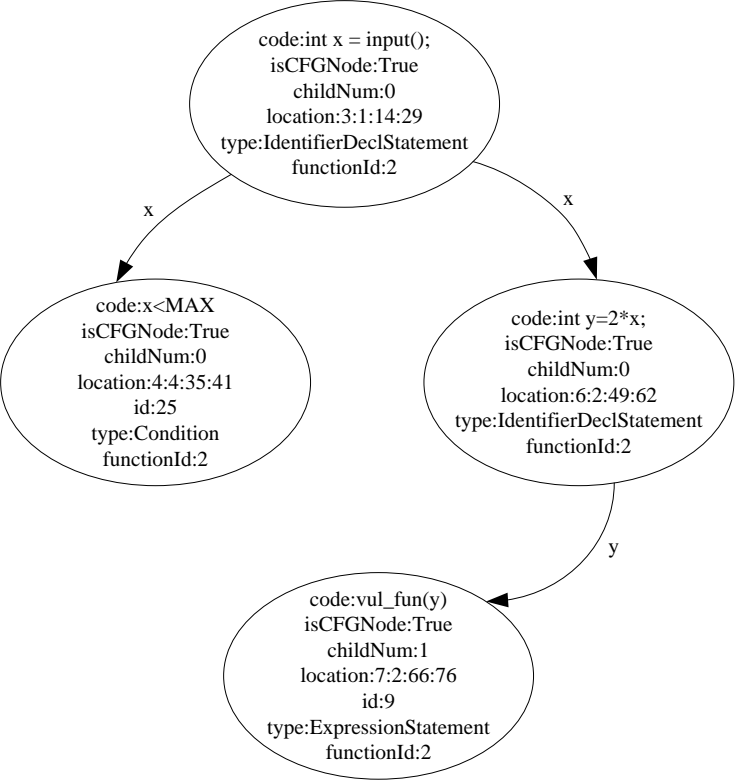 code:int x = input();
isCFGNode:True
childNum:0
location:3:1:14:29
type:IdentifierDeclStatement
functionId:2
x
x
code:x<MAX
isCFGNode:True
childNum:0
location:4:4:35:41
id:25
type:Condition
functionId:2
code:int y=2*x;
isCFGNode:True
childNum:0
location:6:2:49:62
type:IdentifierDeclStatement
functionId:2
y
code:vul_fun(y)
isCFGNode:True
childNum:1
location:7:2:66:76
id:9
type:ExpressionStatement
functionId:2